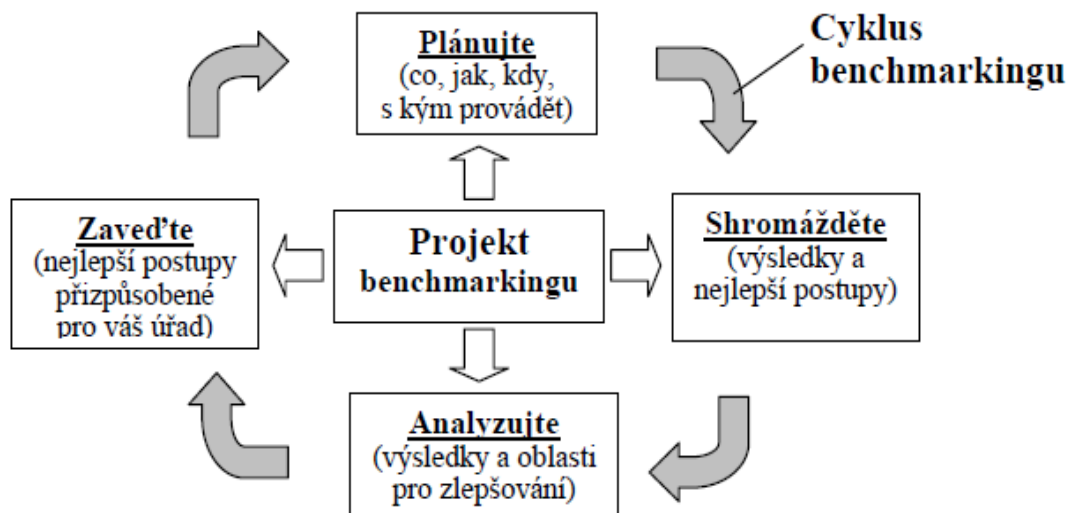 Plánujte
(co, jak, kdy,
s kým provádět)
Cyklus
benchmarkingu
Zaveďte
(nejlepší postupy
přizpůsobené
pro váš úřad)
Projekt
benchmarkingu
Shromážděte
(výsledky a
nejlepší postupy)
Analyzujte
(výsledky a oblasti
pro zlepšování)